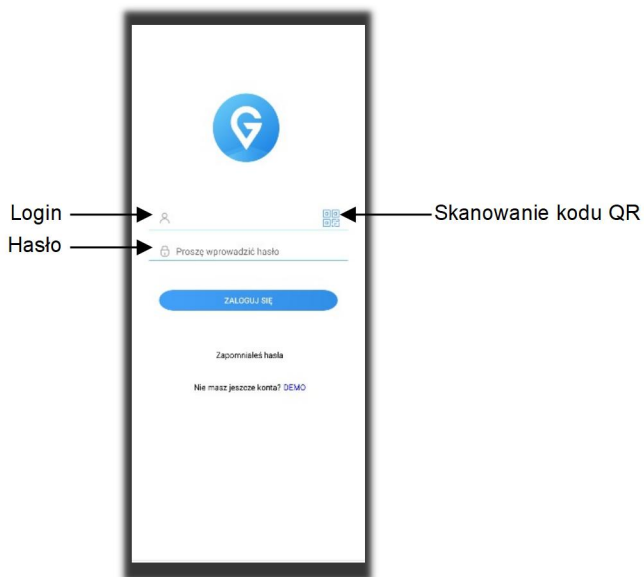 Login
Skanowanie kodu QR
Hasło
Proszę wprowadzić hasło
ZALOGUJ SIĘ
Zapomniałeś hasła
Nie masz jeszcze konta? DEMO